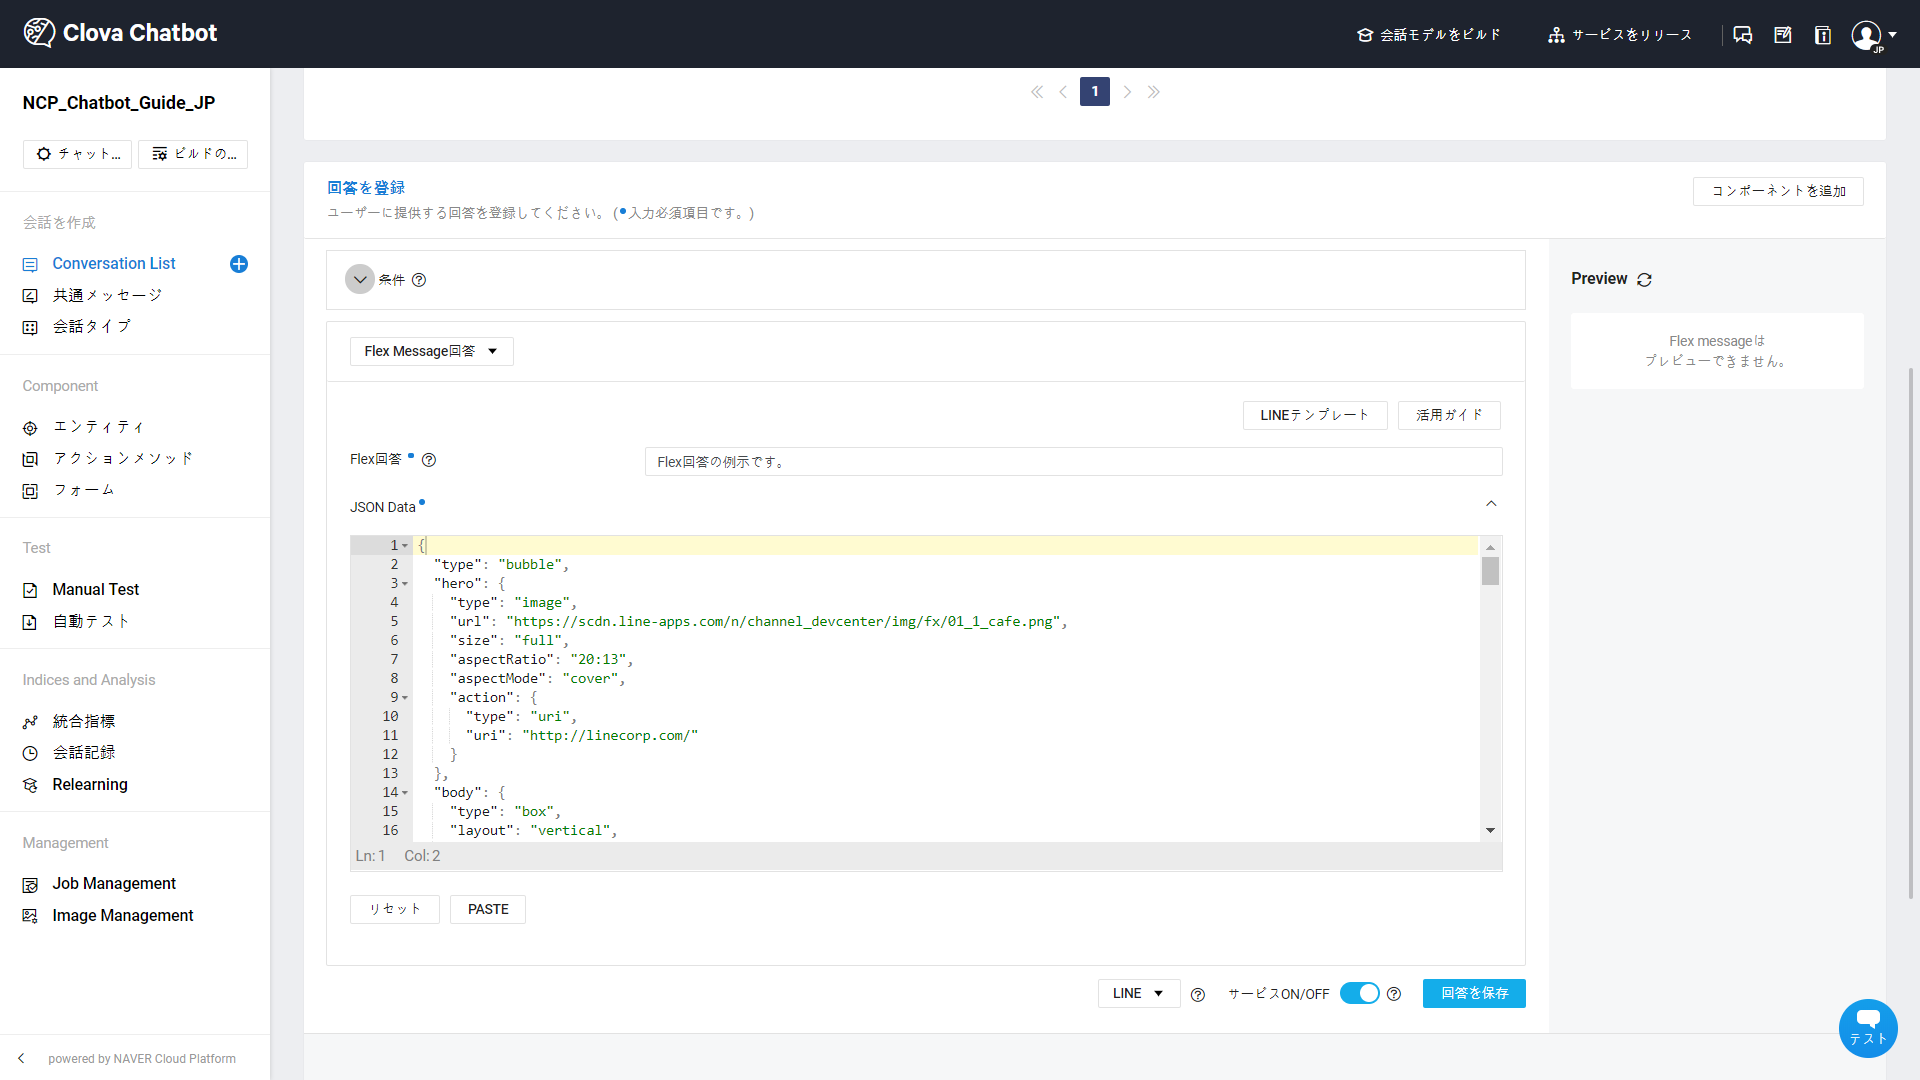 Clova Chatbot
会話モデルをビルド
サービスをリリース
JP
NCP_Chatbot_Guide_JP
チャット...
ビルドの...
会話を作成
Conversation List
共通メッセージ
会話タイプ
Component
エンティティ
アクションメソッド
フォーム
Test
Manual Test
自動テスト
Indices and Analysis
統合指標
会話記録
Relearning
Management
Job Management
Image Management
powered by NAVER Cloud Platform
1
回答を登録
ユーザーに提供する回答を登録してください。 (●入力必須項目です。)
コンポーネントを追加
条件
Flex Message回答
LINEテンプレート
活用ガイド
Flex回答
Flex回答の例示です。
JSON Data
1 {
2 "type": "bubble",
3 "hero": {
4 "type": "image",
5 "url": "https://scdn.line-apps.com/n/channel_devcenter/img/fx/01_1_cafe.png",
6 "size": "full",
7 "aspectRatio": "20:13",
8 "aspectMode": "cover",
9 "action": {
10 "type": "uri",
11 "uri": "http://linecorp.com/"
12 }
13 },
14 "body": {
15 "type": "box",
16 "layout": "vertical",
Ln: 1 Col: 2
リセット
PASTE
LINE
サービスON/OFF
回答を保存
Preview
Flex messageは
プレビューできません。
テスト